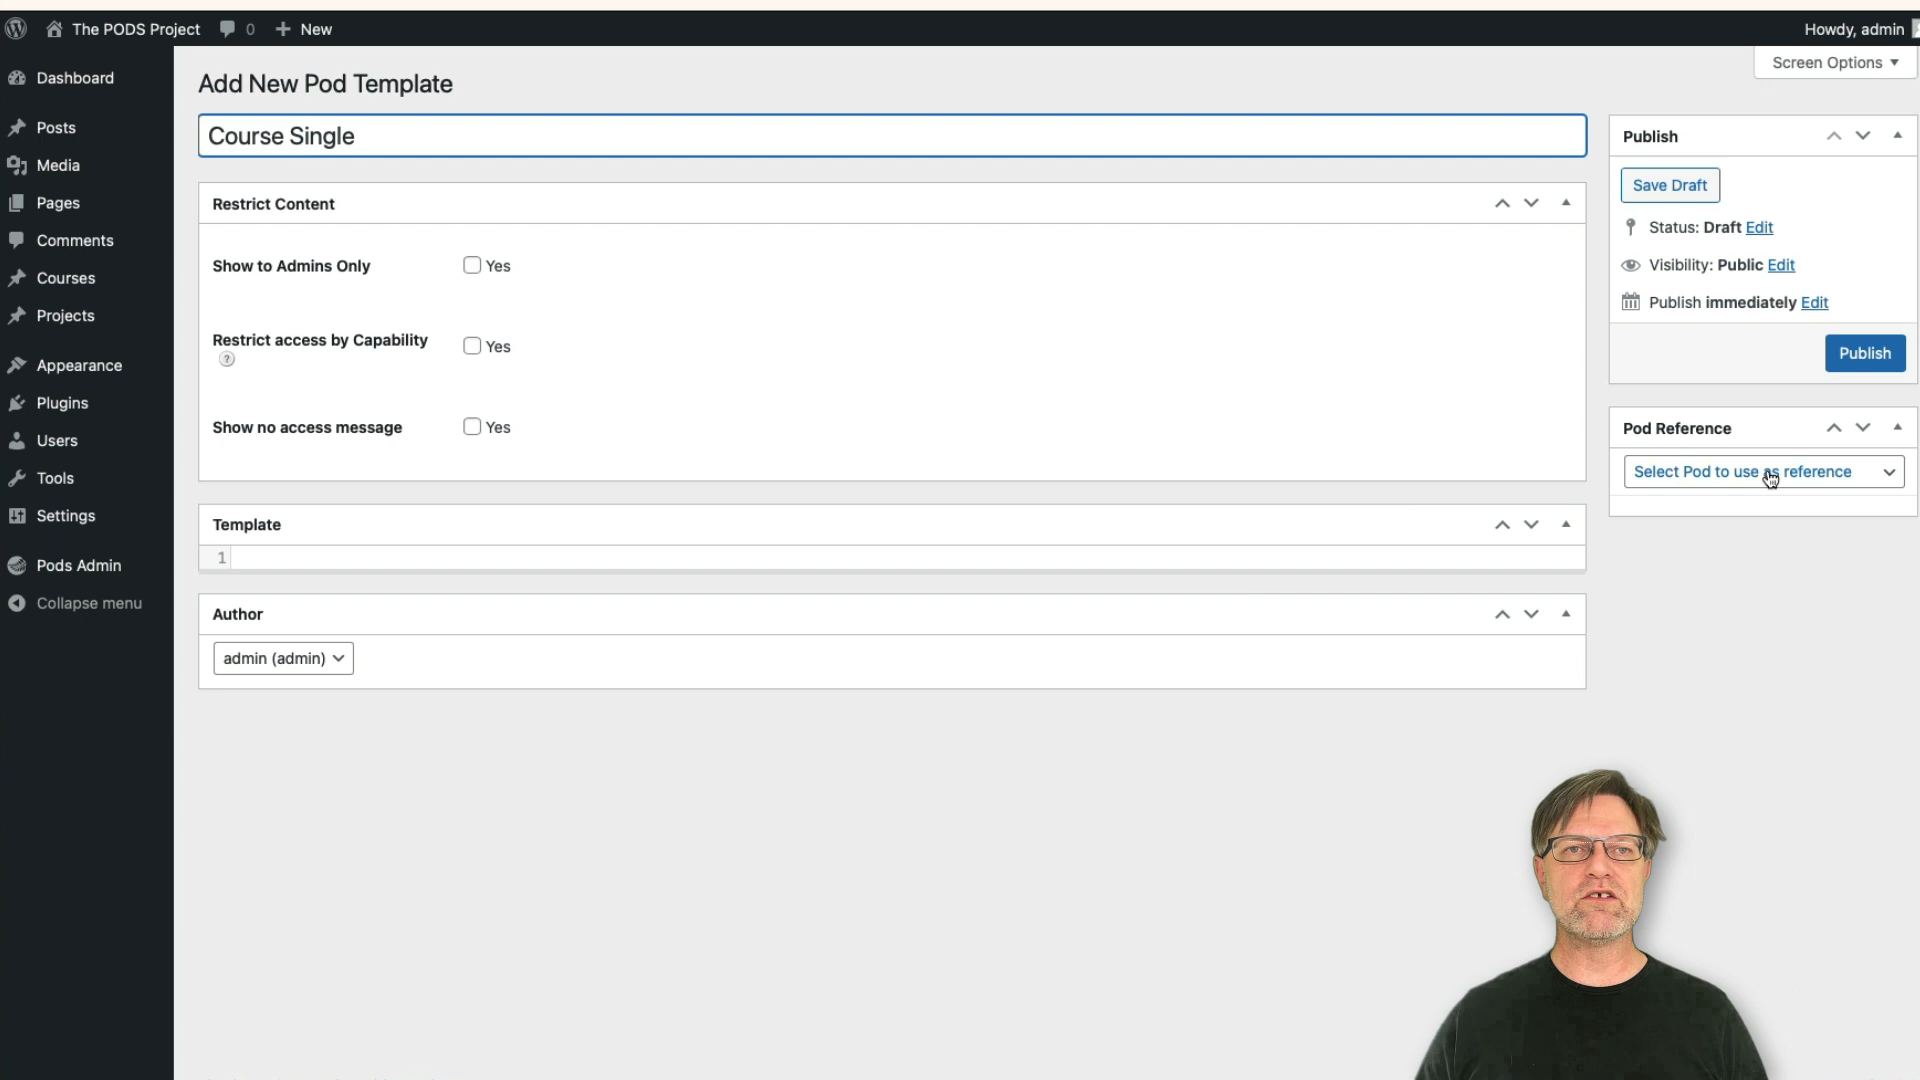 The PODS Project 0 New
Howdy, admin
Screen Options
Dashboard
Posts
Media
Pages
Comments
Courses
Projects
Appearance
Plugins
Users
Tools
Settings
Pods Admin
Collapse menu
Add New Pod Template
Course Single
Restrict Content
Show to Admins Only
Yes
Restrict access by Capability
?
Yes
Show no access message
Yes
Template
1
Author
admin (admin)
Publish
Save Draft
Status: Draft Edit
Visibility: Public Edit
Publish immediately Edit
Publish
Pod Reference
Select Pod to use as reference